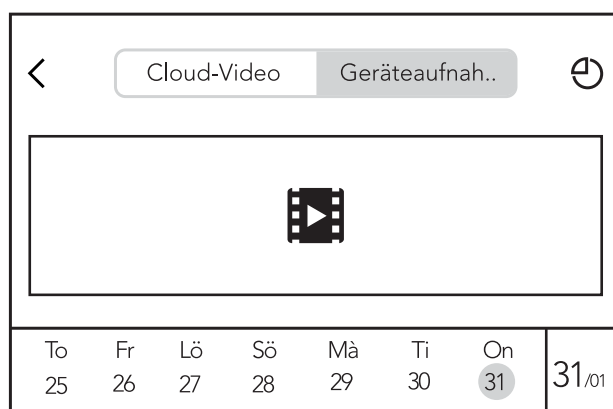 Cloud-Video Geräteaufnah..
To Fr Lö Sö Mà Ti On
25 26 27 28 29 30 31
31/01